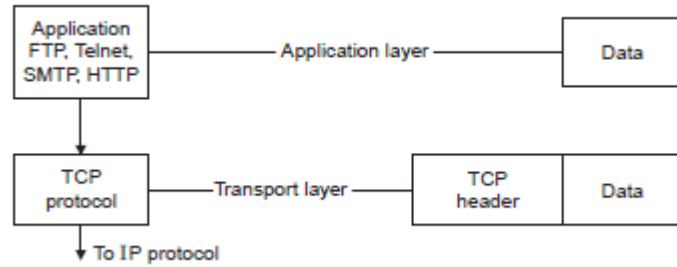 Application
FTP, Telnet,
SMTP, HTTP
Application layer
Data
TCP
protocol
Transport layer
TCP
header
Data
To IP protocol